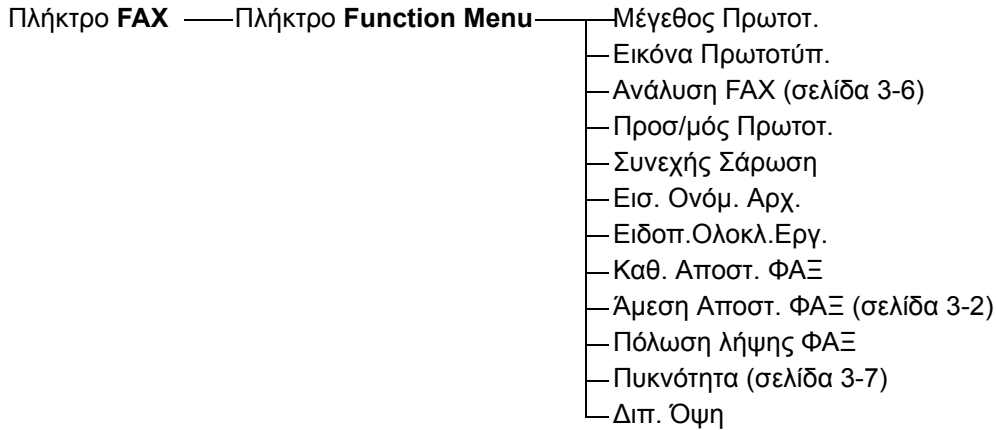 Πλήκτρο FAX Πλήκτρο Function Menu Μέγεθος Πρωτοτ.
Εικόνα Πρωτοτύπ.
Ανάλυση FAX (σελίδα 3-6)
Προσ/μός Πρωτοτ.
Συνεχής Σάρωση
Εισ. Ονόμ. Αρχ.
Ειδοπ.Ολοκλ.Εργ.
Καθ. Αποστ. ΦΑΞ
Άμεση Αποστ. ΦΑΞ (σελίδα 3-2)
Πόλωση λήψης ΦΑΞ
Πυκνότητα (σελίδα 3-7)
Διπ. Όψη